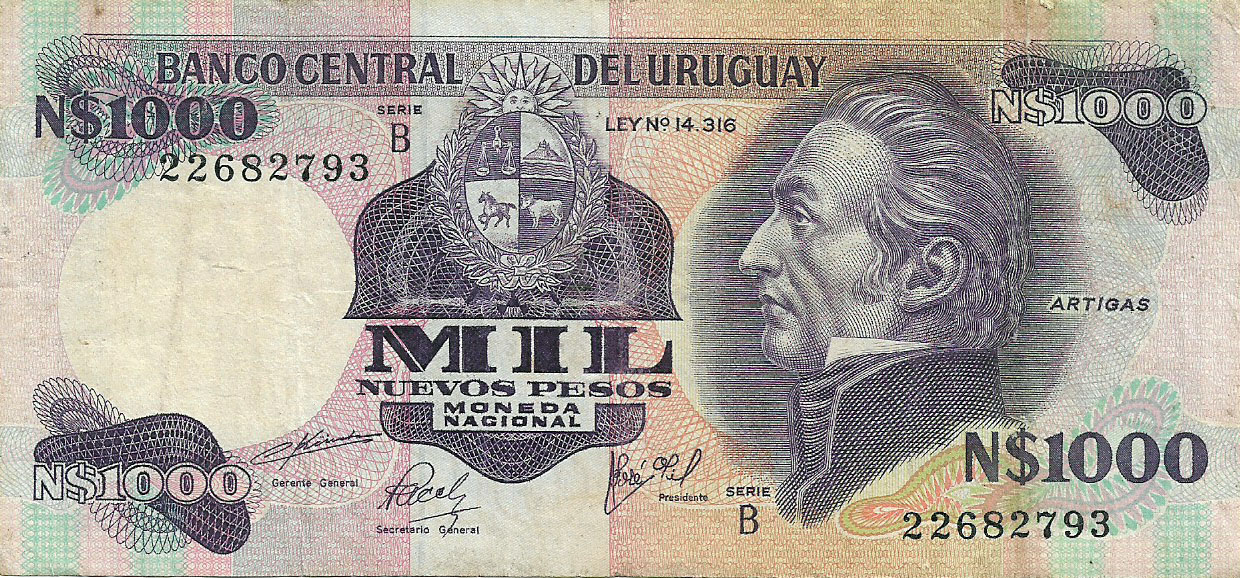 BANCO CENTRAL DEL URUGUAY
N$1000
N$1000
SERIE
B
LEY Nº 14.316
22682793
ARTIGAS
MIL
NUEVOS PESOS
MONEDA
NACIONAL
N$1000
N$1000
Gerente General
Secretario General
Presidente
SERIE
B
22682793